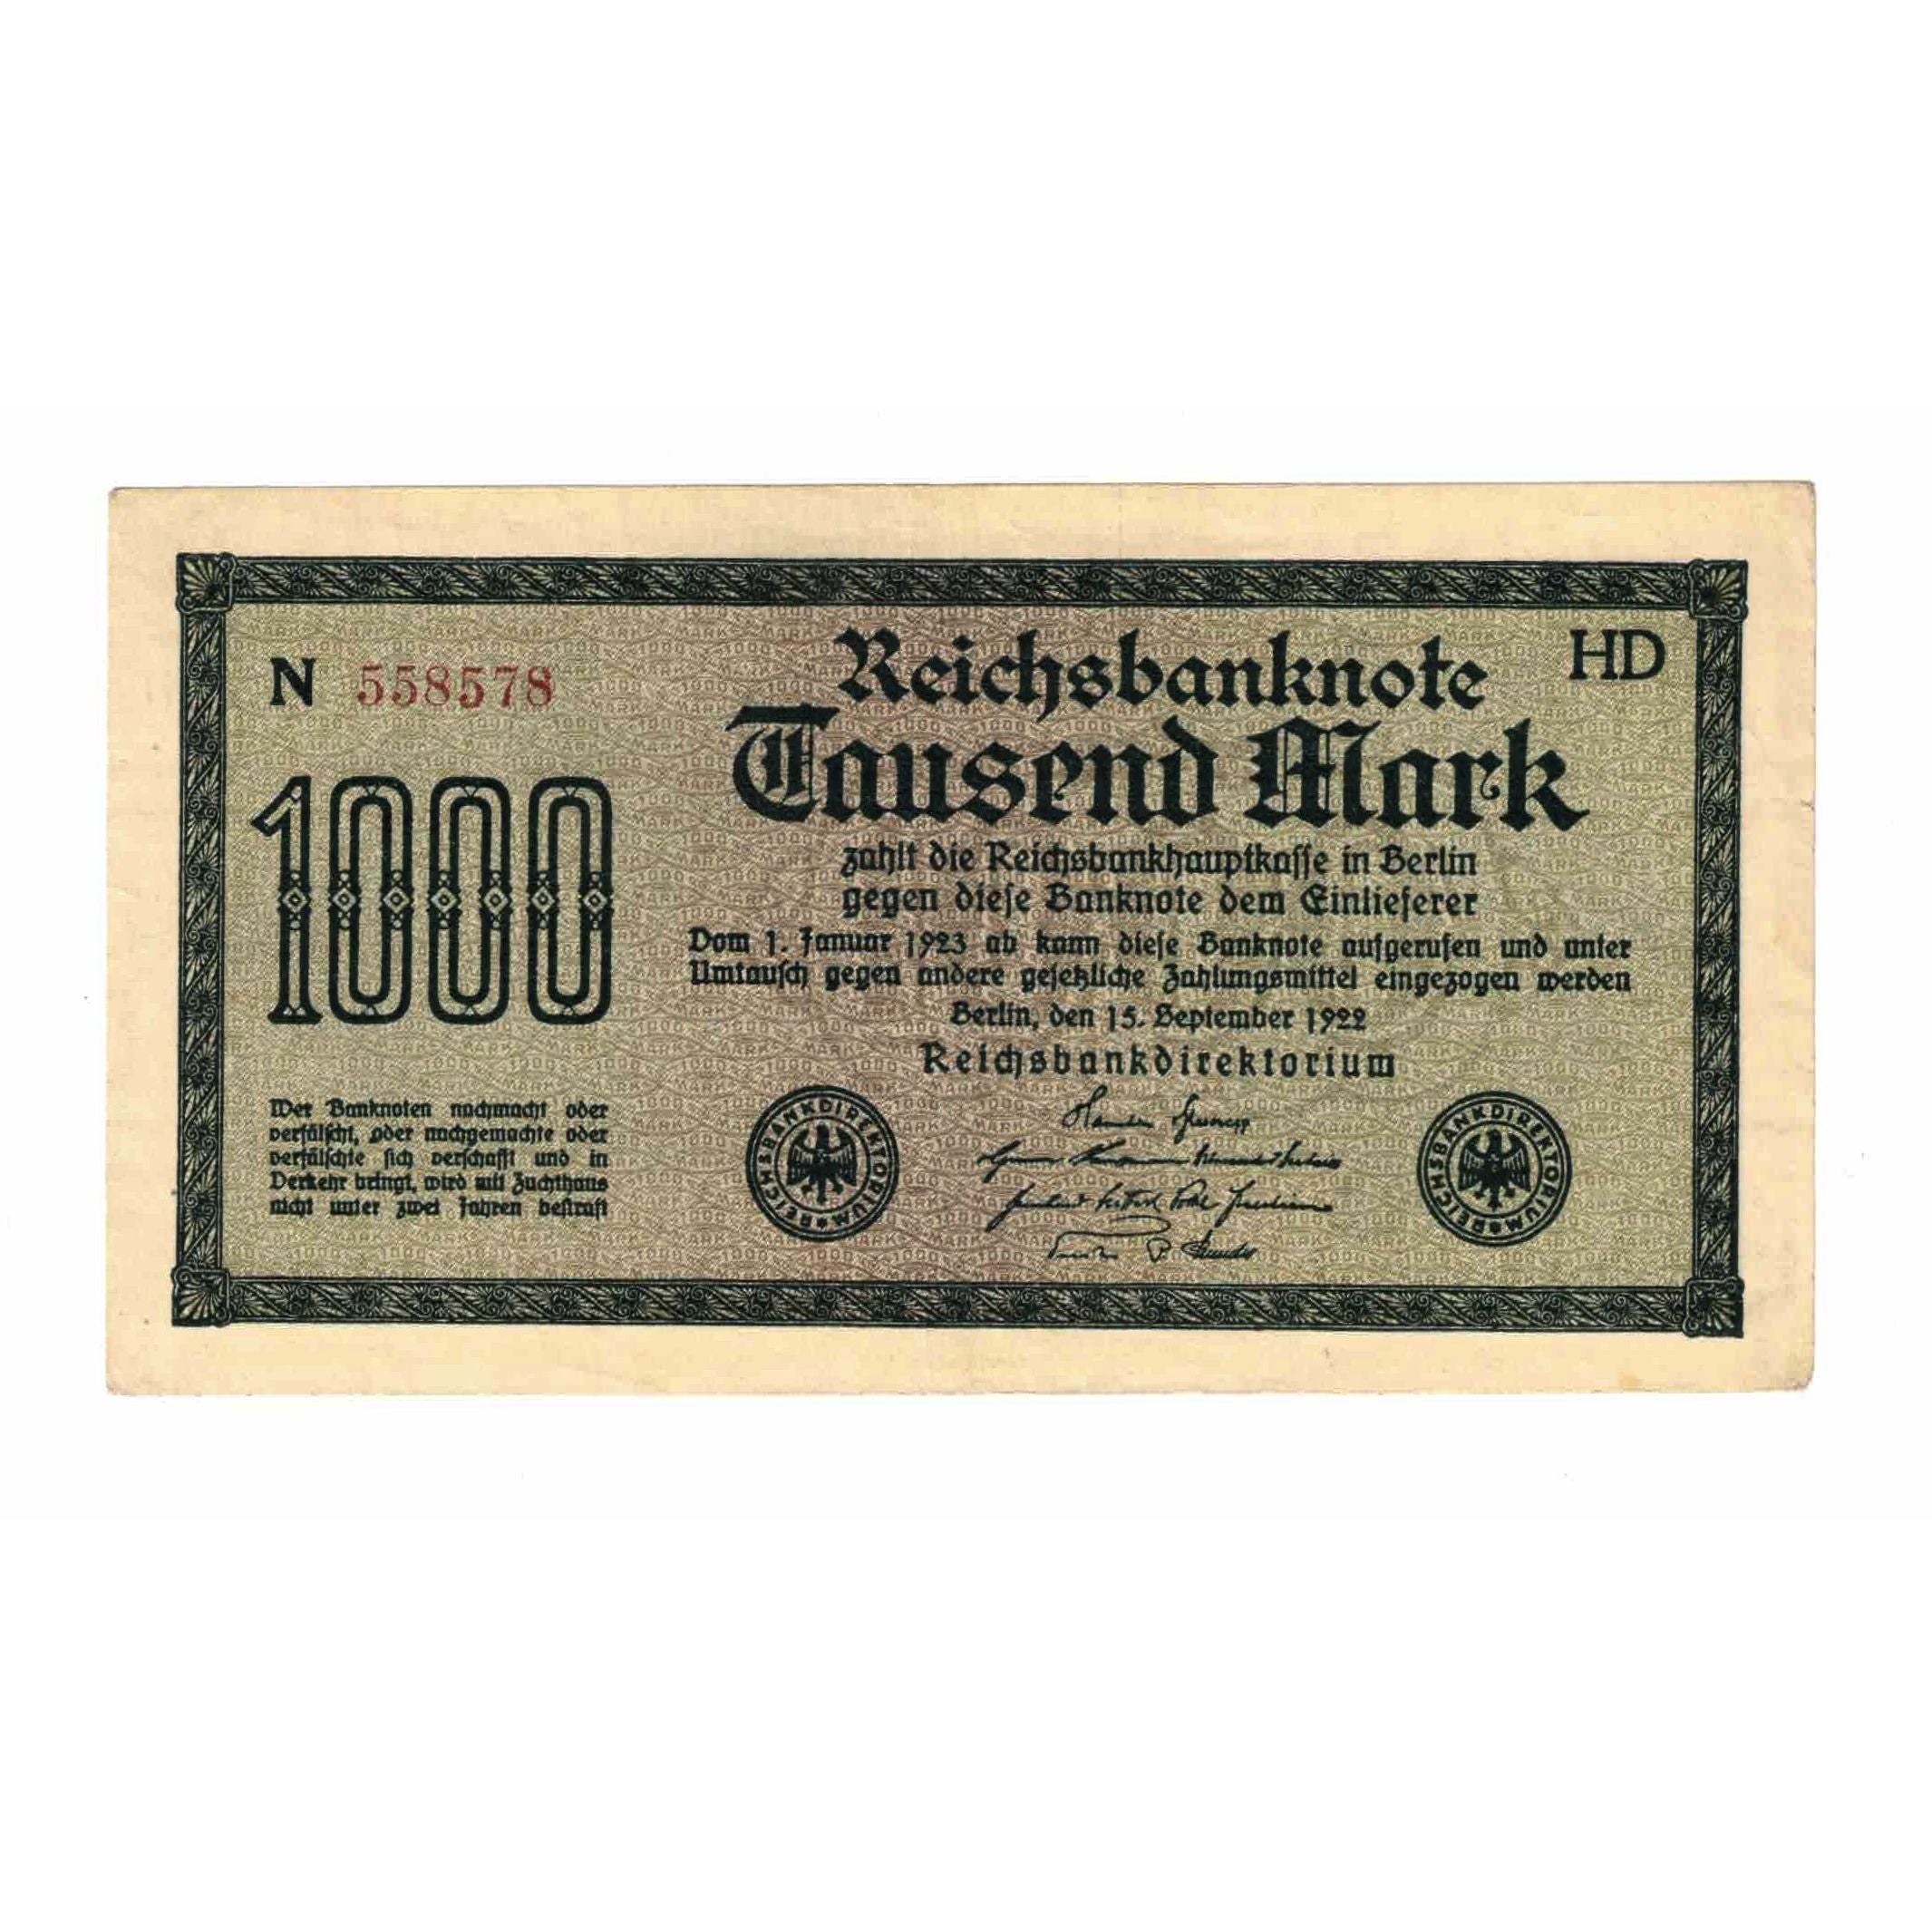 Reichsbanknote HD
N 558578
Tausend Mark
1000
zahlt die Reichsbankhauptkasse in Berlin
gegen diese Banknote dem Einlieferer
Vom 1. Januar 1923 ab kann diese Banknote aufgerufen und unter
Umtausch gegen andere gesetzliche Zahlungsmittel eingezogen werden
Berlin, den 15. September 1922
Reichsbankdirektorium
Wer Banknoten nachmacht oder
verfälscht, oder nachgemachte oder
verfälschte sich verschafft und in
Verkehr bringt, wird mit Zuchthaus
nicht unter zwei Jahren bestraft
REICHSBANKDIREKTORIUM
REICHSBANKDIREKTORIUM